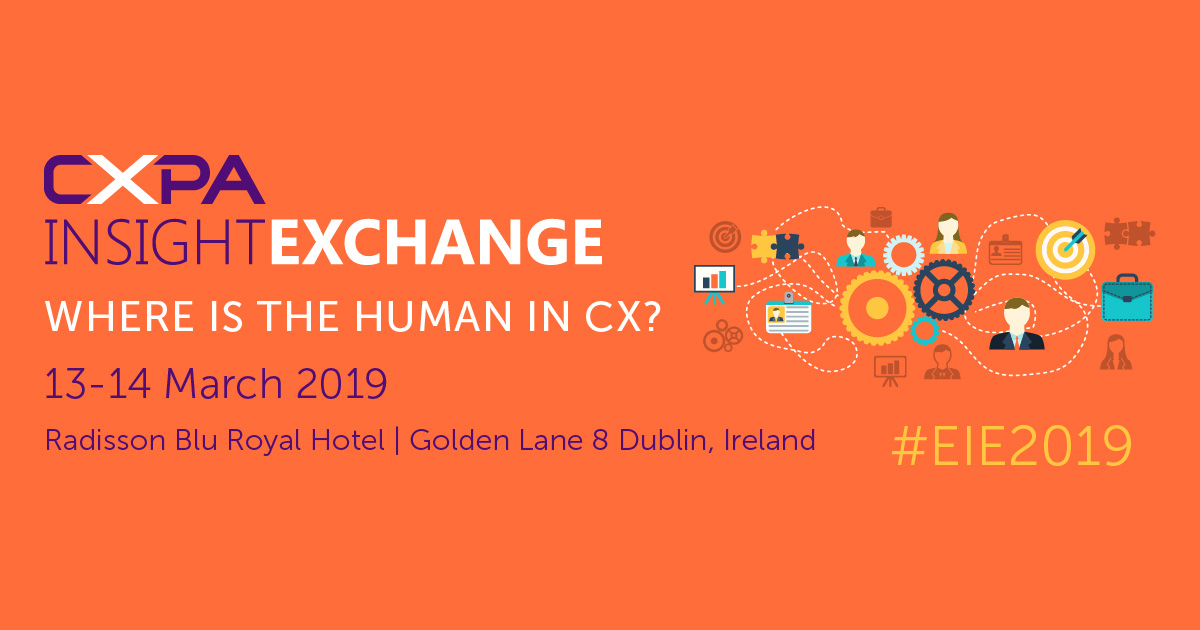 CXPA
INSIGHTEXCHANGE
WHERE IS THE HUMAN IN CX?
13-14 March 2019
Radisson Blu Royal Hotel | Golden Lane 8 Dublin, Ireland
#EIE2019